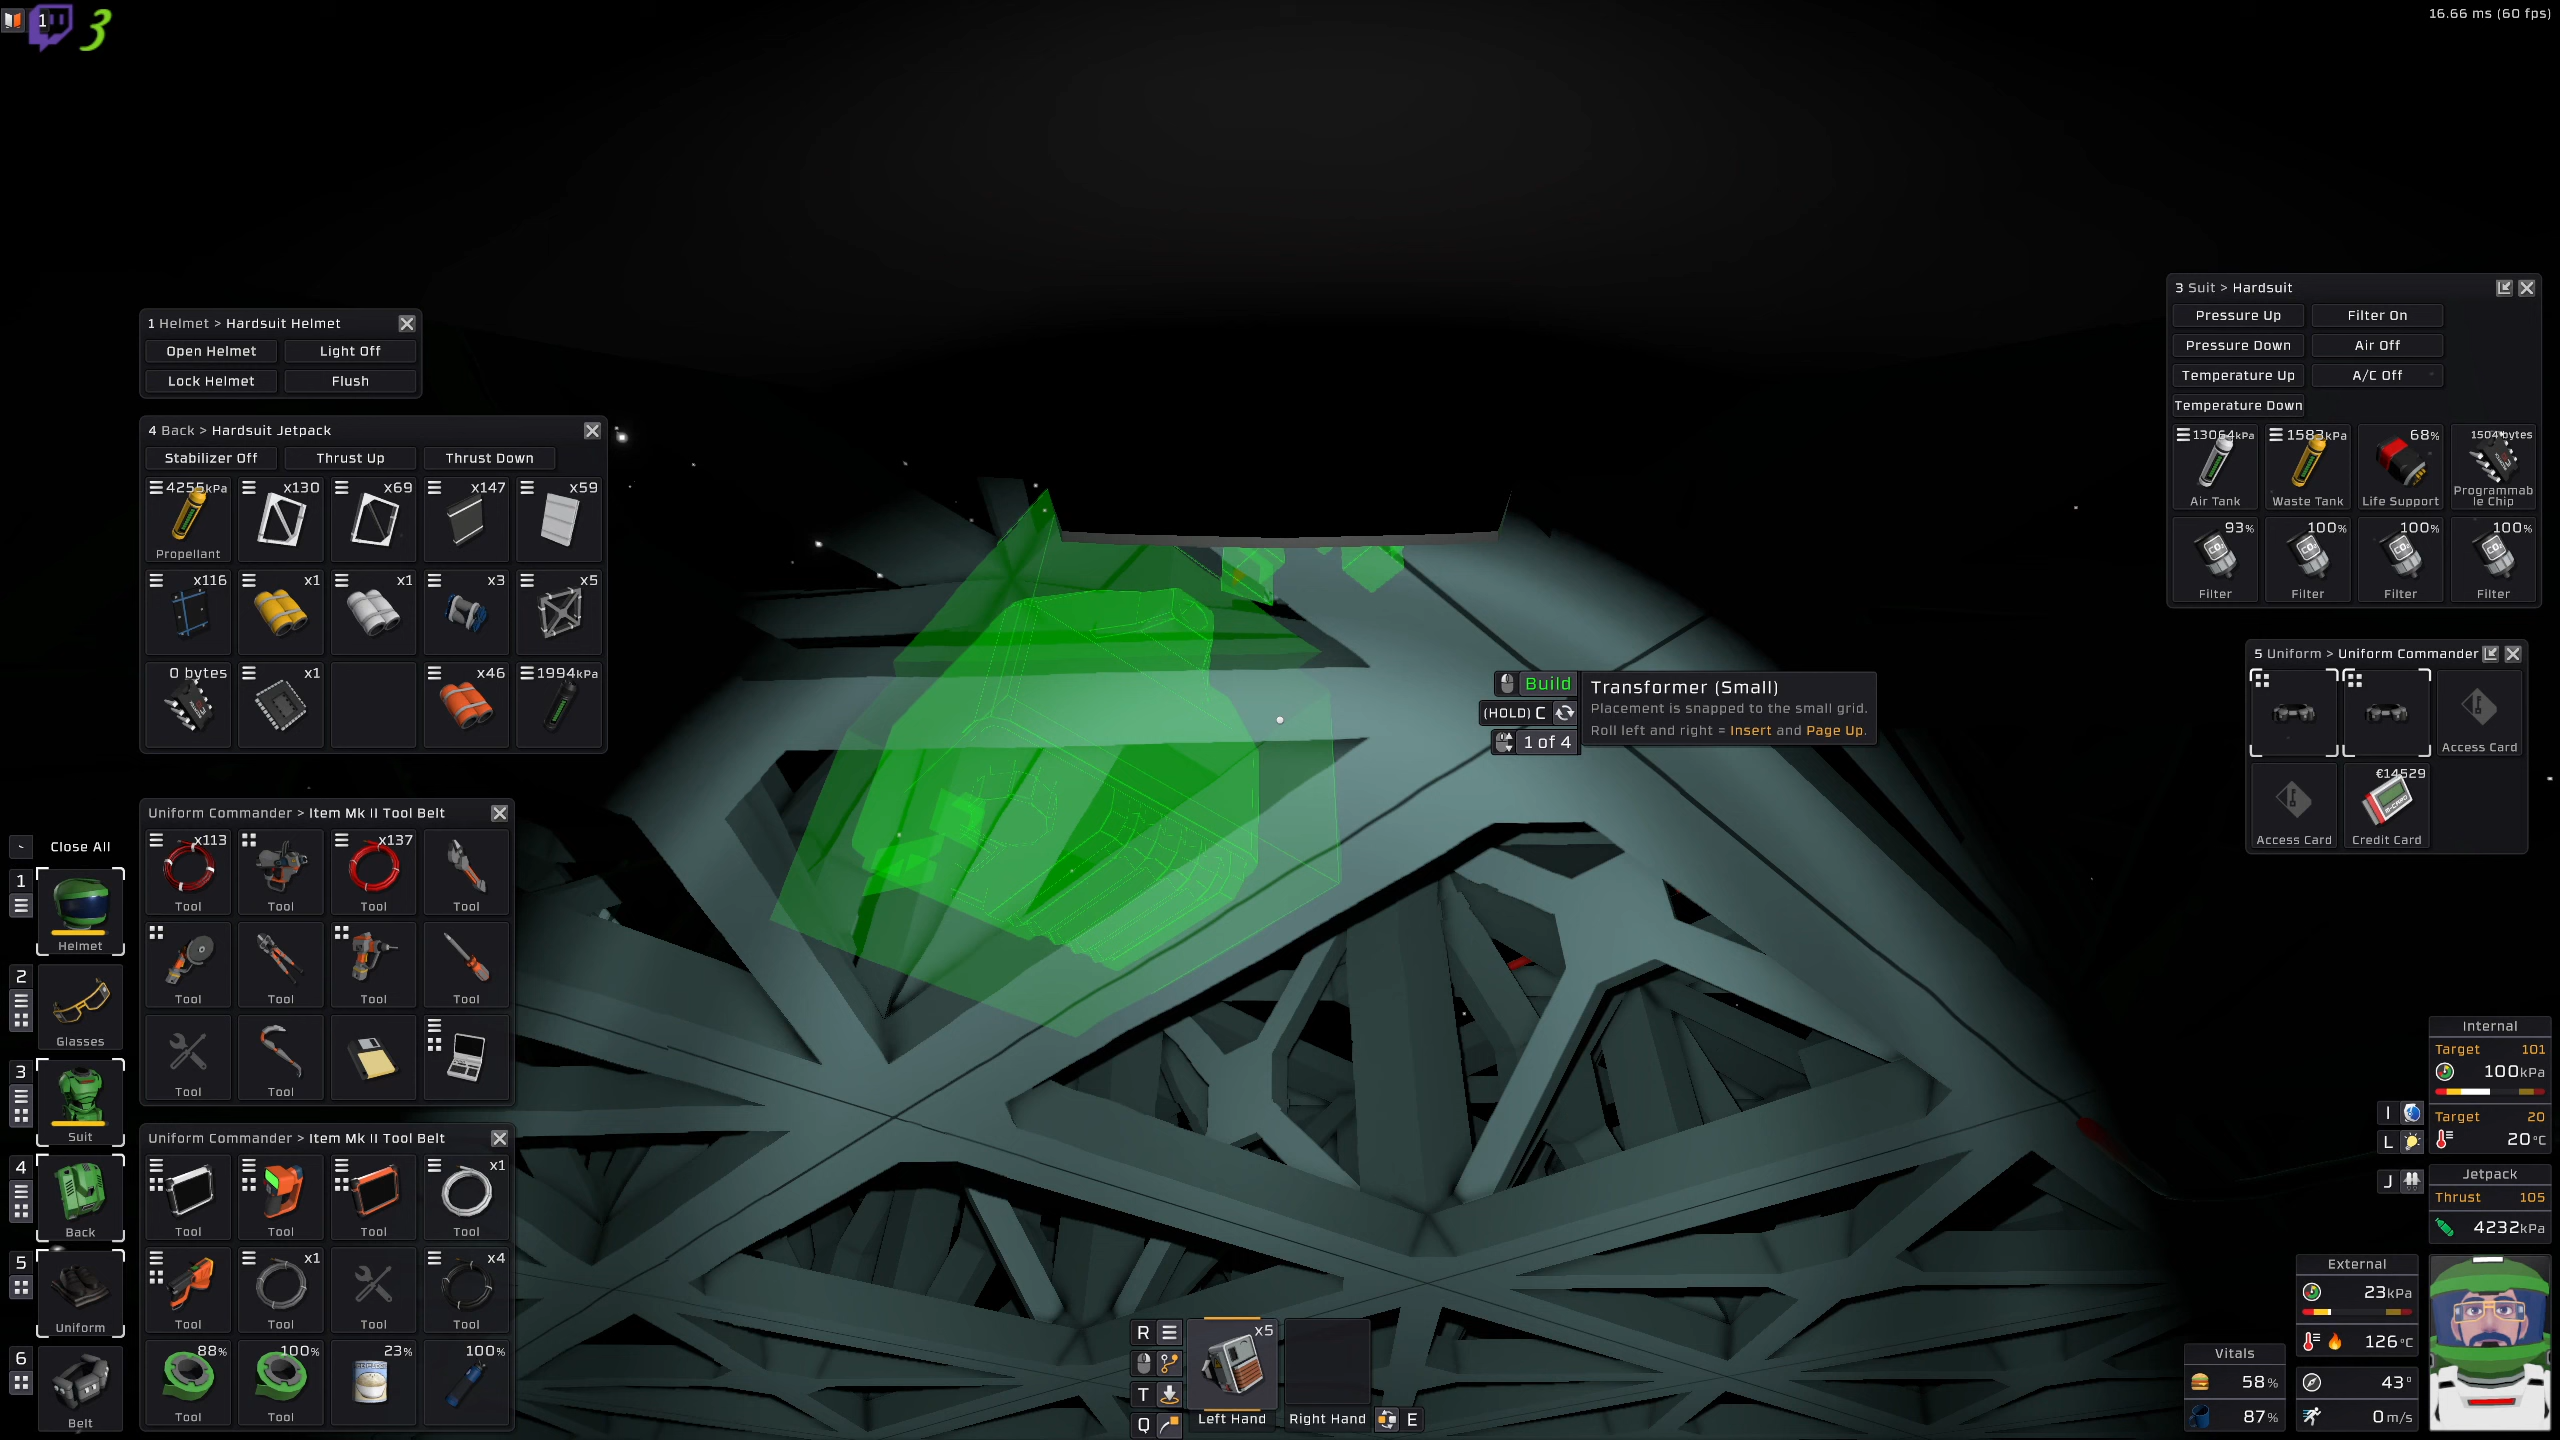 1
3
16.66 ms (60 fps)
1 Helmet > Hardsuit Helmet
Open Helmet Light Off
Lock Helmet Flush
4 Back > Hardsuit Jetpack
Stabilizer Off Thrust Up Thrust Down
4255kPa x130 x69 x147 x59
Propellant
x116 x1 x1 x3 x5
0 bytes x1 x46 1994kPa
Uniform Commander > Item Mk II Tool Belt
x113 x137
Tool Tool Tool Tool
Tool Tool Tool Tool
Tool Tool
Uniform Commander > Item Mk II Tool Belt
x1
Tool Tool Tool Tool
x1 x4
Tool Tool Tool Tool
88% 100% 23% 100%
Tool Tool
~ Close All
1
Helmet
2
Glasses
3
Suit
4
Back
5
Uniform
6
Belt
Build
(HOLD) C
1 of 4
Transformer (Small)
Placement is snapped to the small grid.
Roll left and right = Insert and Page Up.
R
T
Q
x5
Left Hand Right Hand E
3 Suit > Hardsuit
Pressure Up Filter On
Pressure Down Air Off
Temperature Up A/C Off
Temperature Down
13064kPa 1583kPa 68% 1504 bytes
Air Tank Waste Tank Life Support Programmab
le Chip
93% 100% 100% 100%
Filter Filter Filter Filter
5 Uniform > Uniform Commander
Access Card
€14529
Access Card Credit Card
Internal
Target 101
100kPa
Target 20
20°C
I
L
J
Jetpack
Thrust 105
4232kPa
External
23kPa
126°C
43°
0m/s
Vitals
58%
87%